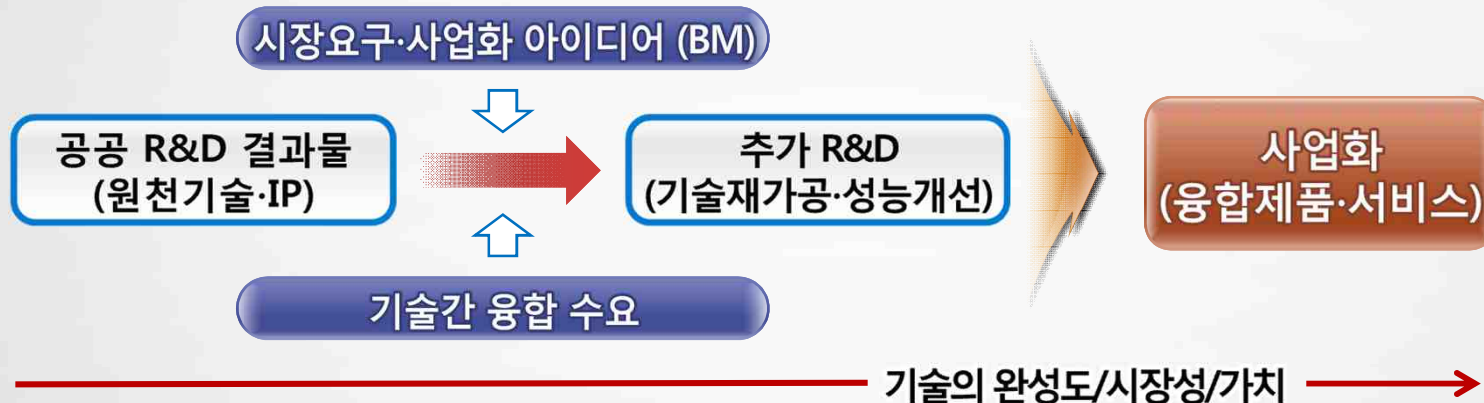 시장요구·사업화 아이디어 (BM)
공공 R&D 결과물
(원천기술·IP)
추가 R&D
(기술재가공·성능개선)
사업화
(융합제품·서비스)
기술간 융합 수요
기술의 완성도/시장성/가치